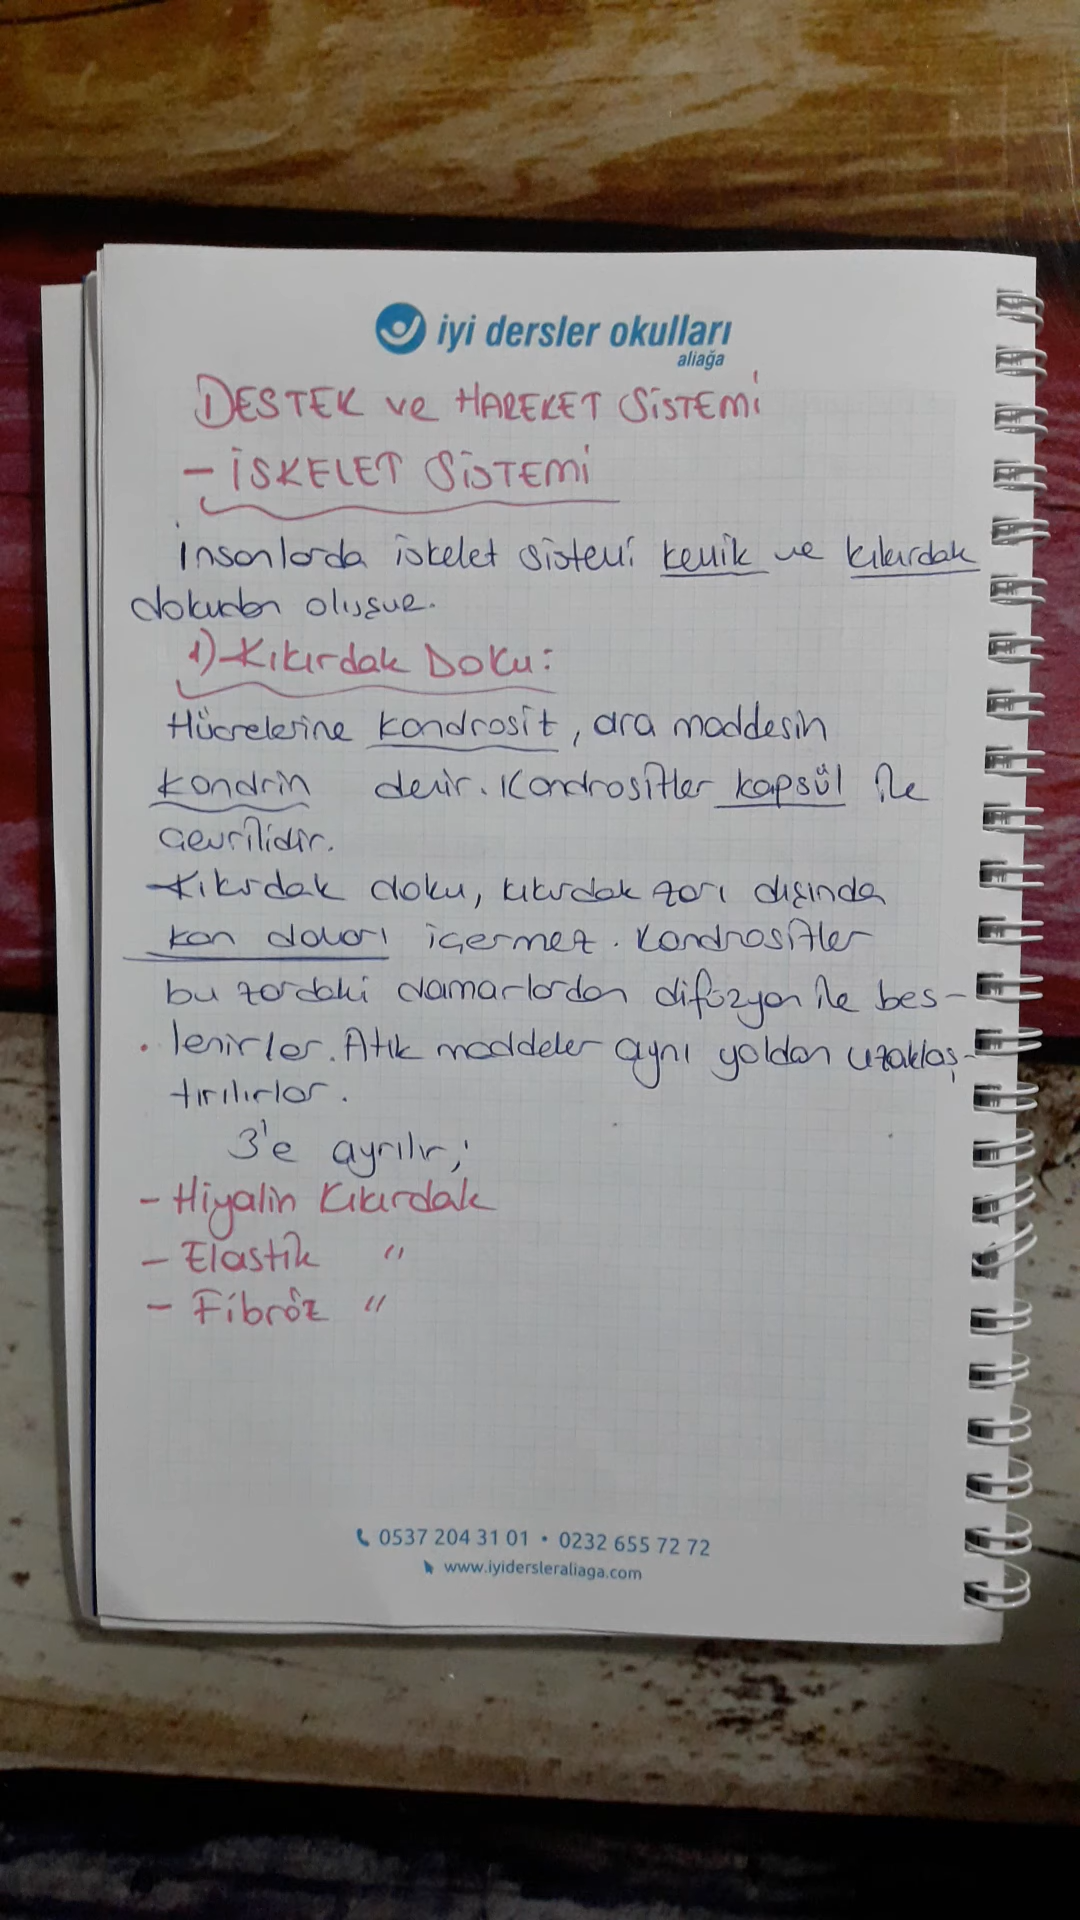 iyi dersler okulları
aliağa
DESTEK ve HAREKET SİSTEMİ
- İSKELET SİSTEMİ
İnsanlarda iskelet sistemi kemik ve kıkırdak
dokudan oluşur.
1) Kıkırdak Doku:
Hücrelerine kondrosit, ara maddesin
kondrin denir. Kondrositler kapsül ile
çevrilidir.
Kıkırdak doku, kıkırdak zarı dışında
kan damarı içermez. Kondrositler
bu zardaki damarlardan difüzyon ile bes-
lenirler. Atık maddeler aynı yoldan uzaklaş-
tırılırlar.
3'e ayrılır;
- Hiyalin Kıkırdak
- Elastik "
- Fibröz "
0537 204 31 01 • 0232 655 72 72
www.iyidersleraliaga.com